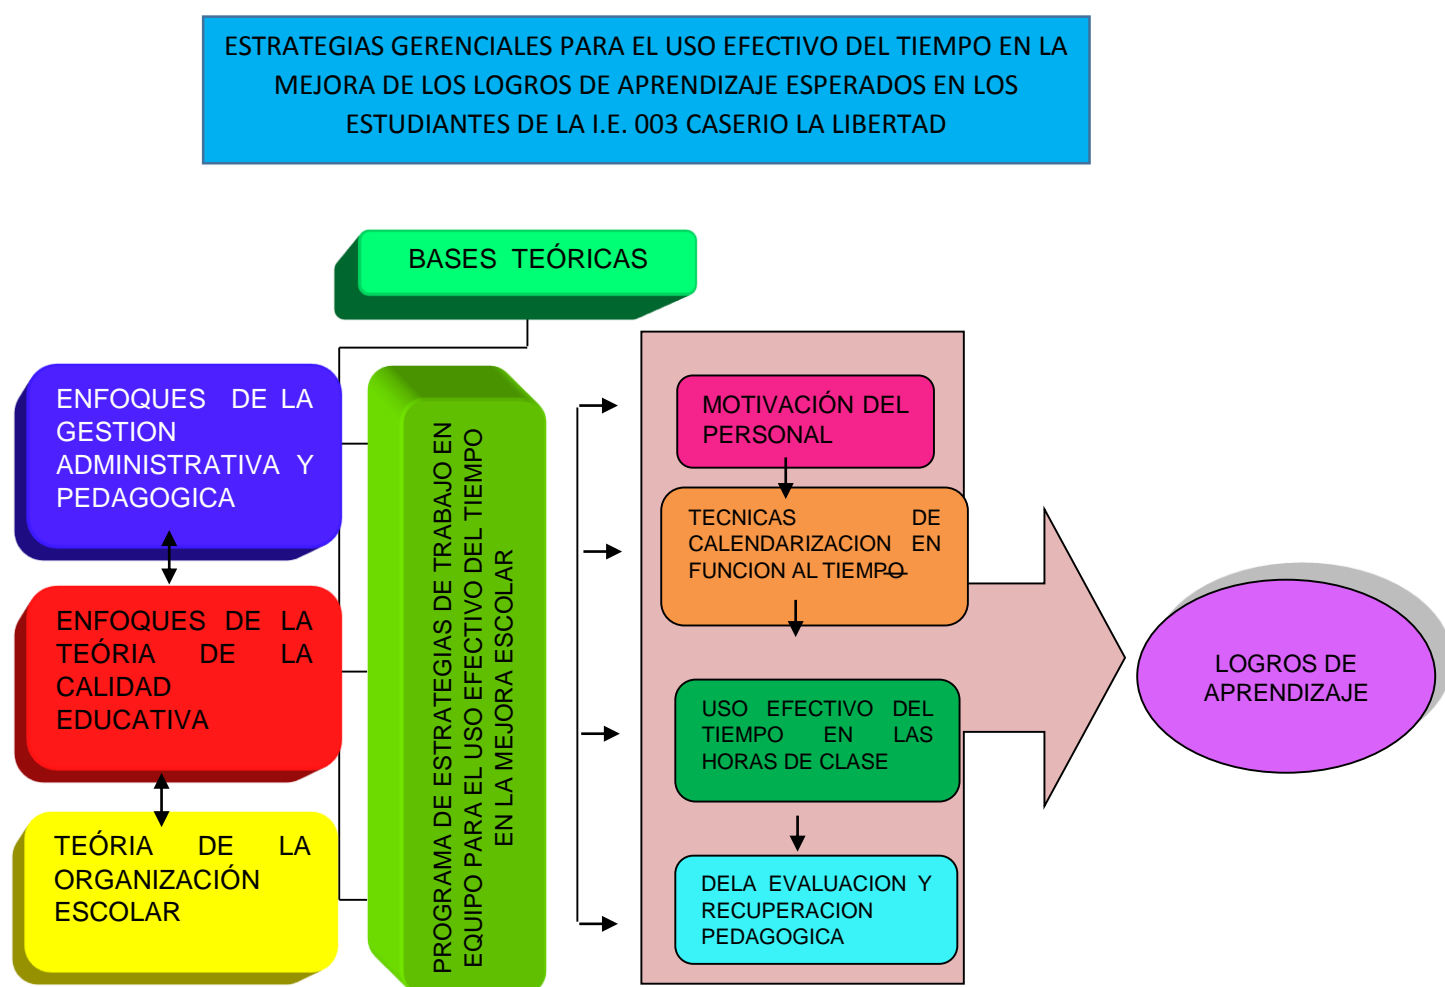 ESTRATEGIAS GERENCIALES PARA EL USO EFECTIVO DEL TIEMPO EN LA
MEJORA DE LOS LOGROS DE APRENDIZAJE ESPERADOS EN LOS
ESTUDIANTES DE LA I.E. 003 CASERIO LA LIBERTAD
BASES TEÓRICAS
ENFOQUES DE LA
GESTION
ADMINISTRATIVA Y
PEDAGOGICA
ENFOQUES DE LA
TEÓRIA DE LA
CALIDAD
EDUCATIVA
TEÓRIA DE LA
ORGANIZACIÓN
ESCOLAR
PROGRAMA DE ESTRATEGIAS DE TRABAJO EN
EQUIPO PARA EL USO EFECTIVO DEL TIEMPO
EN LA MEJORA ESCOLAR
MOTIVACIÓN DEL
PERSONAL
TECNICAS DE
CALENDARIZACION EN
FUNCION AL TIEMPO
USO EFECTIVO DEL
TIEMPO EN LAS
HORAS DE CLASE
DELA EVALUACION Y
RECUPERACION
PEDAGOGICA
LOGROS DE
APRENDIZAJE